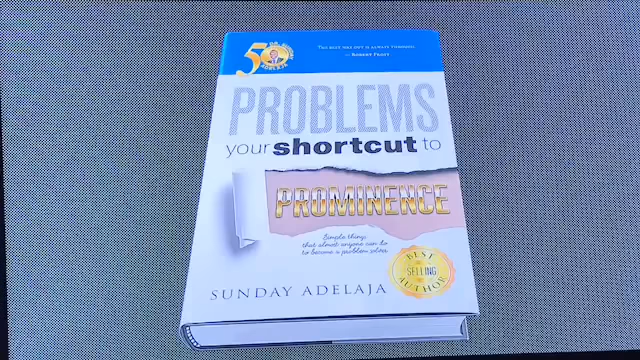 50
THE BEST WAY OUT IS ALWAYS THROUGH.
— ROBERT FROST
PROBLEMS
your shortcut to
PROMINENCE
Simple things
that almost anyone can do
to become a problem solver
BEST
SELLING
AUTHOR
SUNDAY ADELAJA